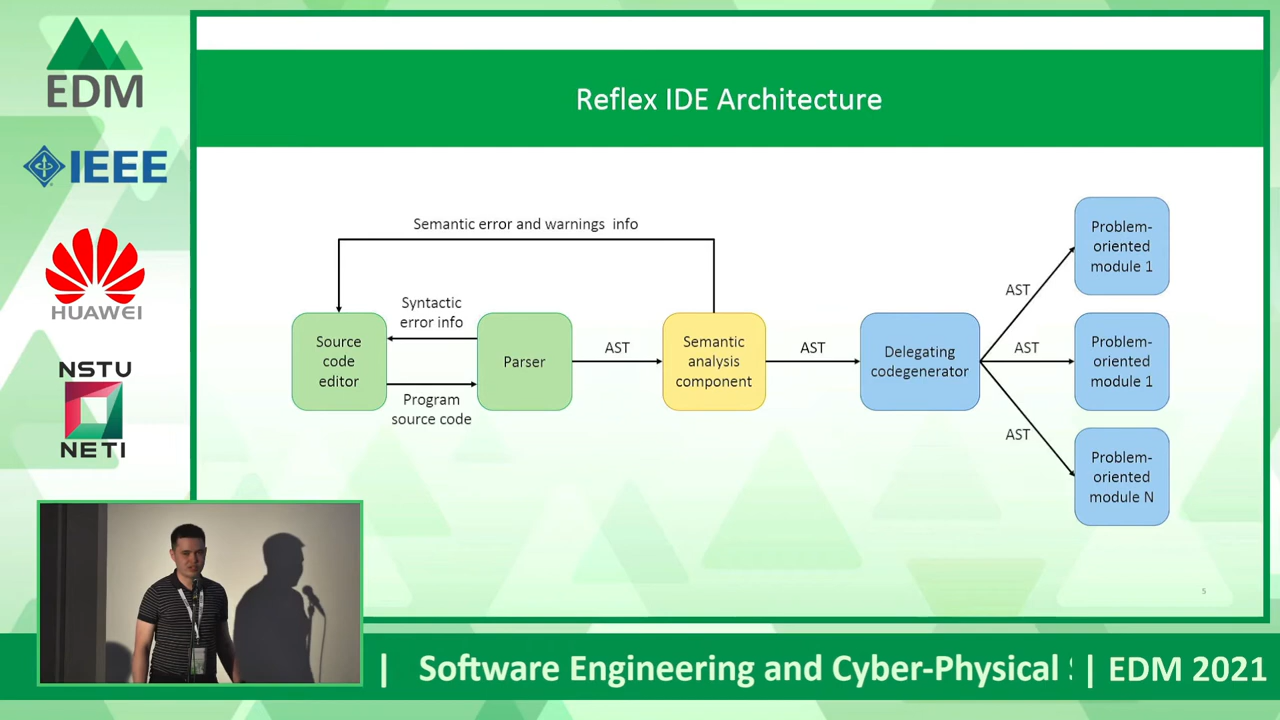 EDM
IEEE
HUAWEI
NSTU
NETI
Reflex IDE Architecture
Semantic error and warnings info
Syntactic
error info
Source
code
editor
Parser
Program
source code
AST
Semantic
analysis
component
AST
Delegating
codegenerator
AST
AST
AST
Problem-
oriented
module 1
Problem-
oriented
module 1
Problem-
oriented
module N
5
| Software Engineering and Cyber-Physical | EDM 2021